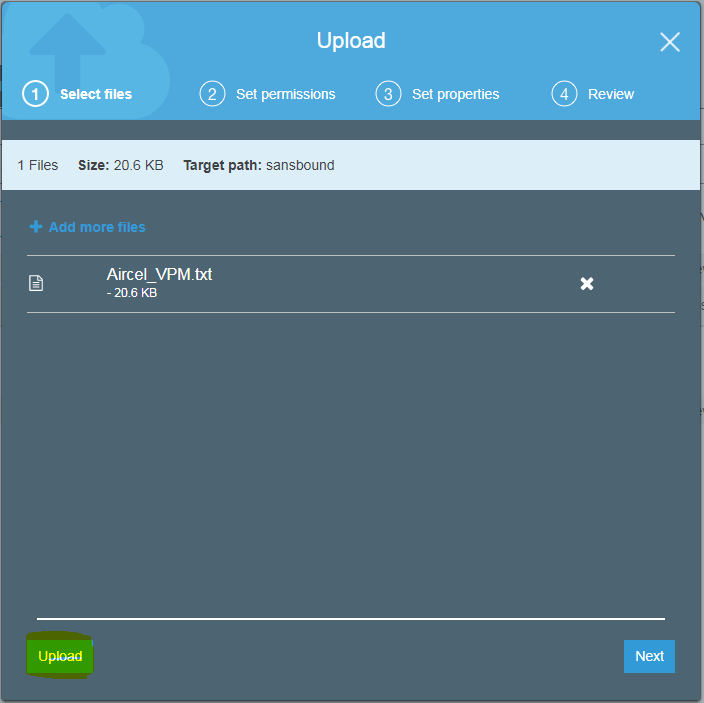 Upload
1 Select files 2 Set permissions 3 Set properties 4 Review
1 Files Size: 20.6 KB Target path: sansbound
Add more files
Aircel_VPM.txt
- 20.6 KB
Upload Next